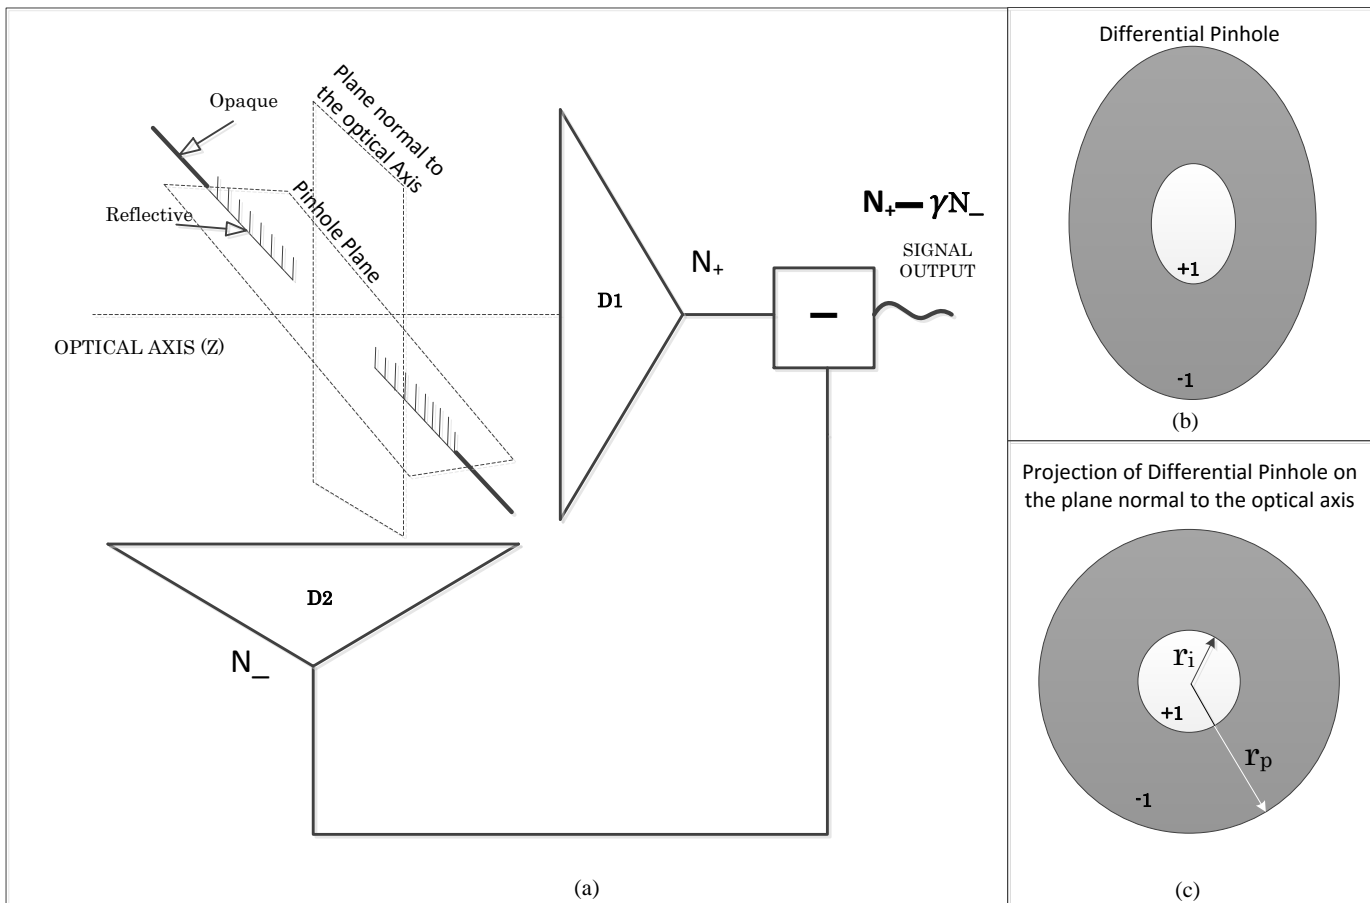 Opaque
Reflective
Plane normal to
the optical Axis
Pinhole Plane
OPTICAL AXIS (Z)
D1
N₊
−
N₊− γN_
SIGNAL
OUTPUT
D2
N_
(a)
Differential Pinhole
+1
-1
(b)
Projection of Differential Pinhole on
the plane normal to the optical axis
rᵢ
+1
rₚ
-1
(c)